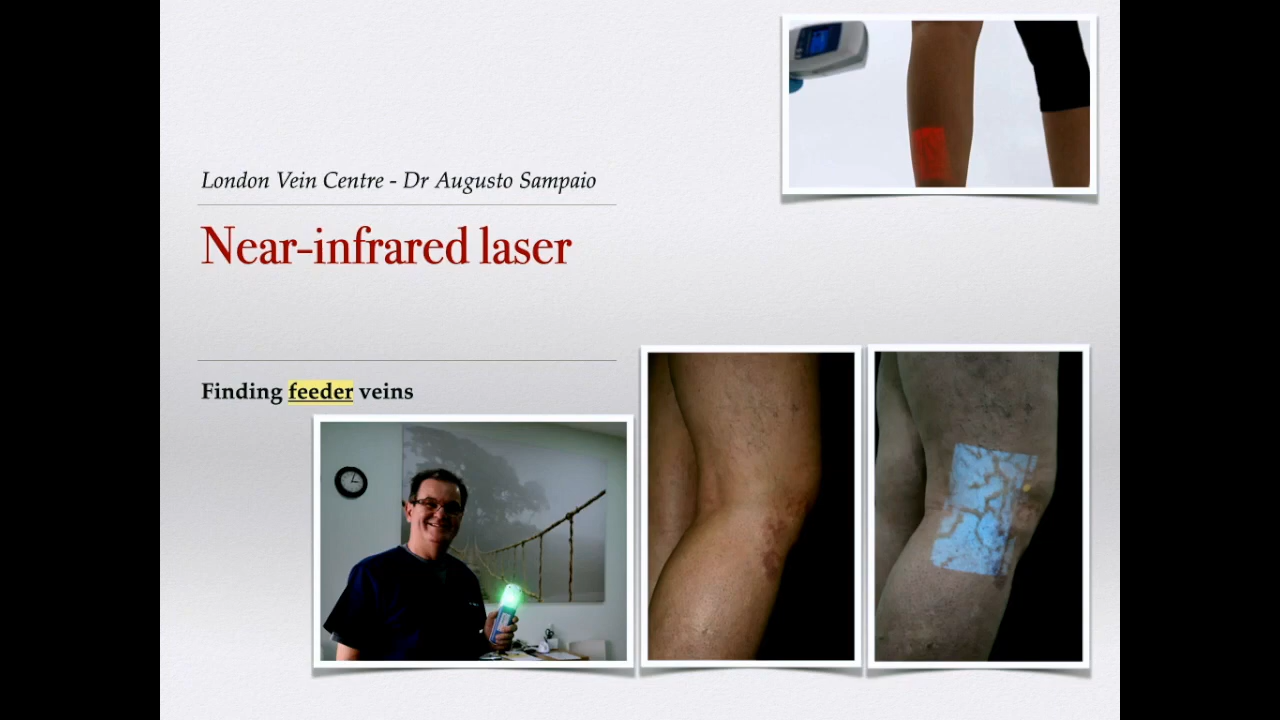 London Vein Centre - Dr Augusto Sampaio
Near-infrared laser
Finding feeder veins